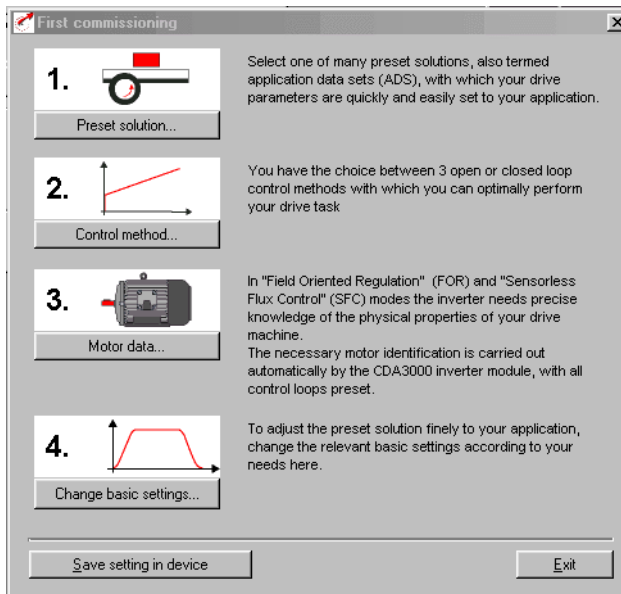 First commissioning
1.
Preset solution...
Select one of many preset solutions, also termed
application data sets (ADS), with which your drive
parameters are quickly and easily set to your application.
2.
Control method...
You have the choice between 3 open or closed loop
control methods with which you can optimally perform
your drive task
3.
Motor data...
In "Field Oriented Regulation" (FOR) and "Sensorless
Flux Control" (SFC) modes the inverter needs precise
knowledge of the physical properties of your drive
machine.
The necessary motor identification is carried out
automatically by the CDA3000 inverter module, with all
control loops preset.
4.
Change basic settings...
To adjust the preset solution finely to your application,
change the relevant basic settings according to your
needs here.
Save setting in device
Exit